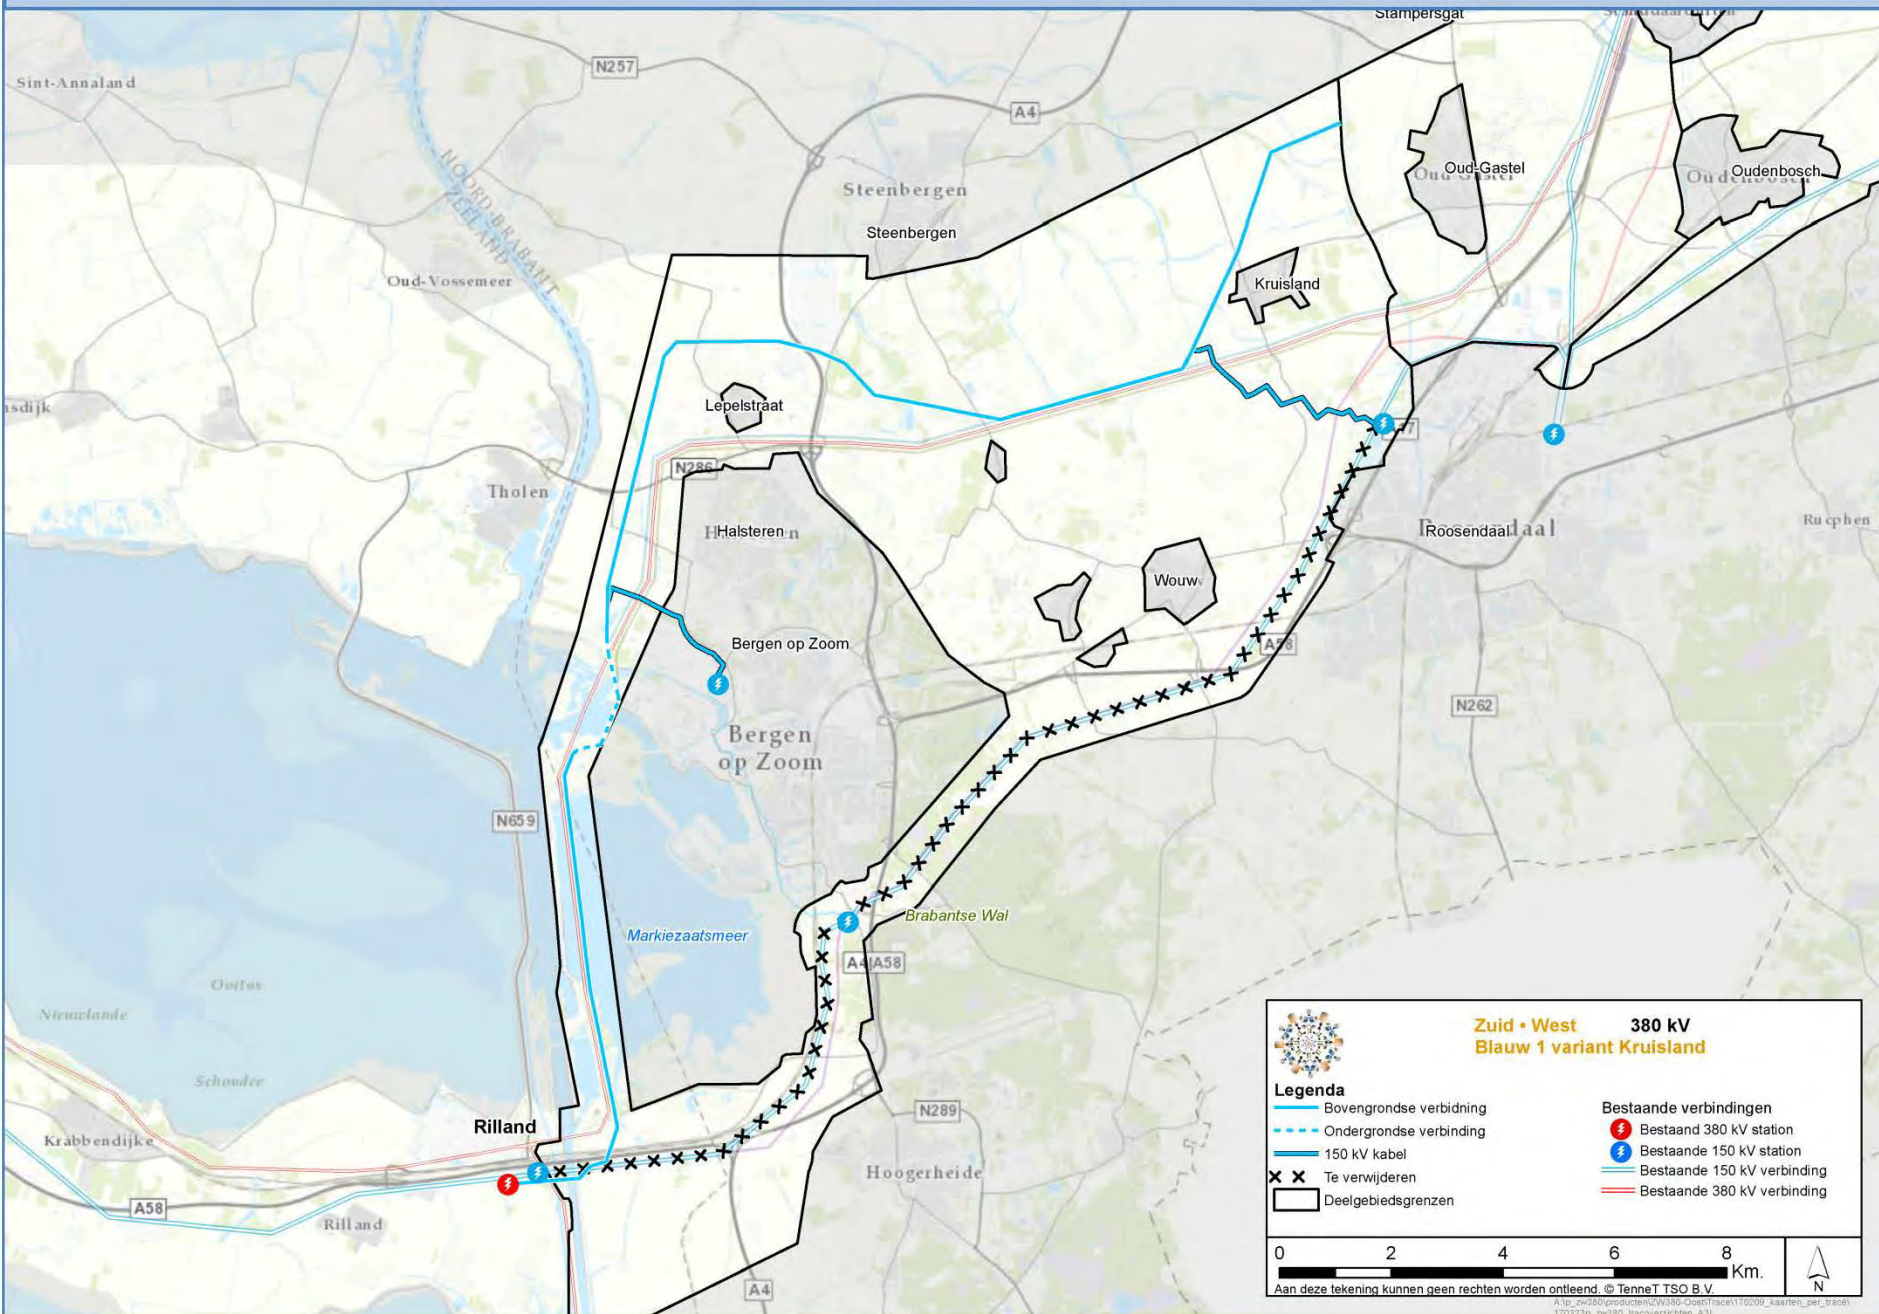 Stampersgat
Sint-Annaland
N257
A4
NOORD-BRABANT
ZEELAND
Steenbergen
Steenbergen
Oud-Gastel
Oudenbosch
Oud-Vossemeer
Kruisland
Lepelstraat
N286
Tholen
Halsteren
Roosendaal
Rucphen
Wouw
Bergen op Zoom
A58
N262
Bergen
op Zoom
N659
Brabantse Wal
Markiezaatsmeer
A4|A58
Nieuwlande
Schoudee
Rilland
Krabbendijke
N289
Hoogerheide
A58
Rilland
A4
Zuid • West 380 kV
Blauw 1 variant Kruisland
Legenda
Bovengrondse verbidning
Ondergrondse verbinding
150 kV kabel
Te verwijderen
Deelgebiedsgrenzen
Bestaande verbindingen
Bestaand 380 kV station
Bestaande 150 kV station
Bestaande 150 kV verbinding
Bestaande 380 kV verbinding
0 2 4 6 8 Km.
N
Aan deze tekening kunnen geen rechten worden ontleend. © TenneT TSO B.V.